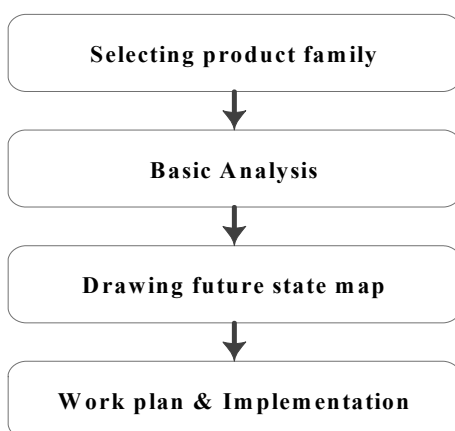 Selecting product family
Basic Analysis
Drawing future state map
Work plan & Implementation